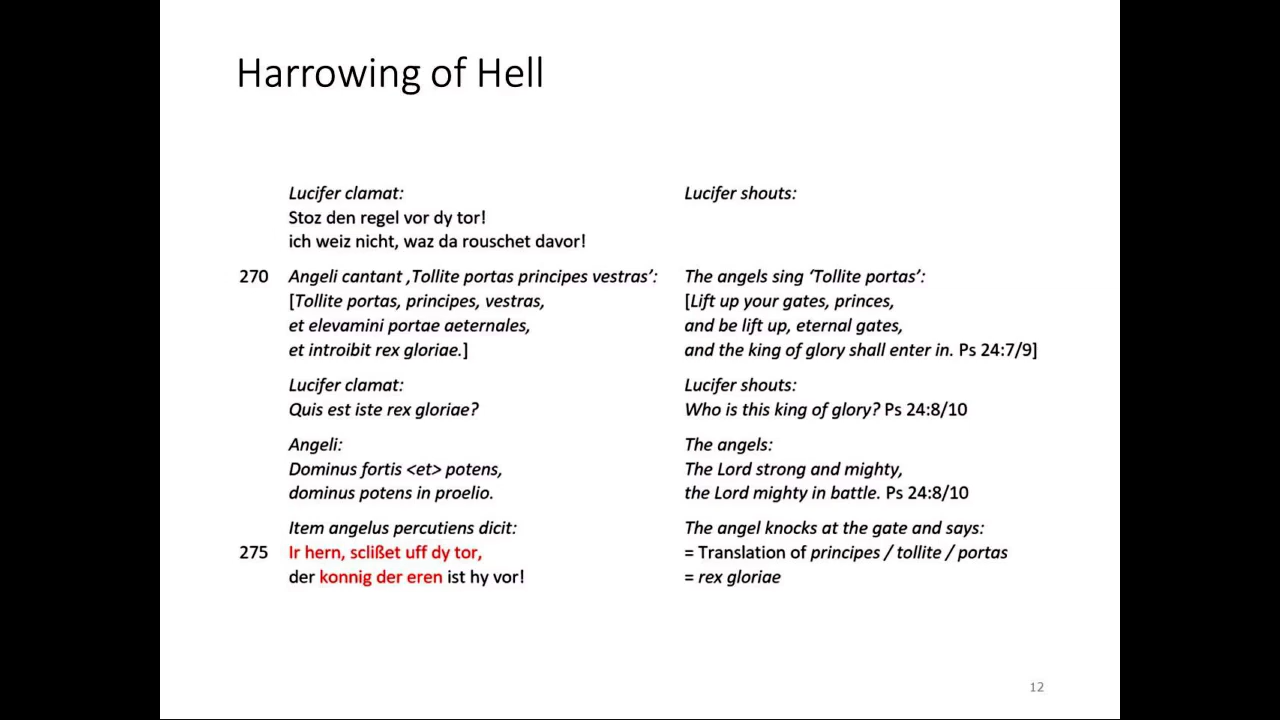 Harrowing of Hell
Lucifer clamat:
Stoz den regel vor dy tor!
ich weiz nicht, waz da rouschet davor!
270 Angeli cantant ‚Tollite portas principes vestras’:
[Tollite portas, principes, vestras,
et elevamini portae aeternales,
et introibit rex gloriae.]
Lucifer clamat:
Quis est iste rex gloriae?
Angeli:
Dominus fortis <et> potens,
dominus potens in proelio.
Item angelus percutiens dicit:
275 Ir hern, sclißet uff dy tor,
der konnig der eren ist hy vor!
Lucifer shouts:
The angels sing ‘Tollite portas’:
[Lift up your gates, princes,
and be lift up, eternal gates,
and the king of glory shall enter in. Ps 24:7/9]
Lucifer shouts:
Who is this king of glory? Ps 24:8/10
The angels:
The Lord strong and mighty,
the Lord mighty in battle. Ps 24:8/10
The angel knocks at the gate and says:
= Translation of principes / tollite / portas
= rex gloriae
12